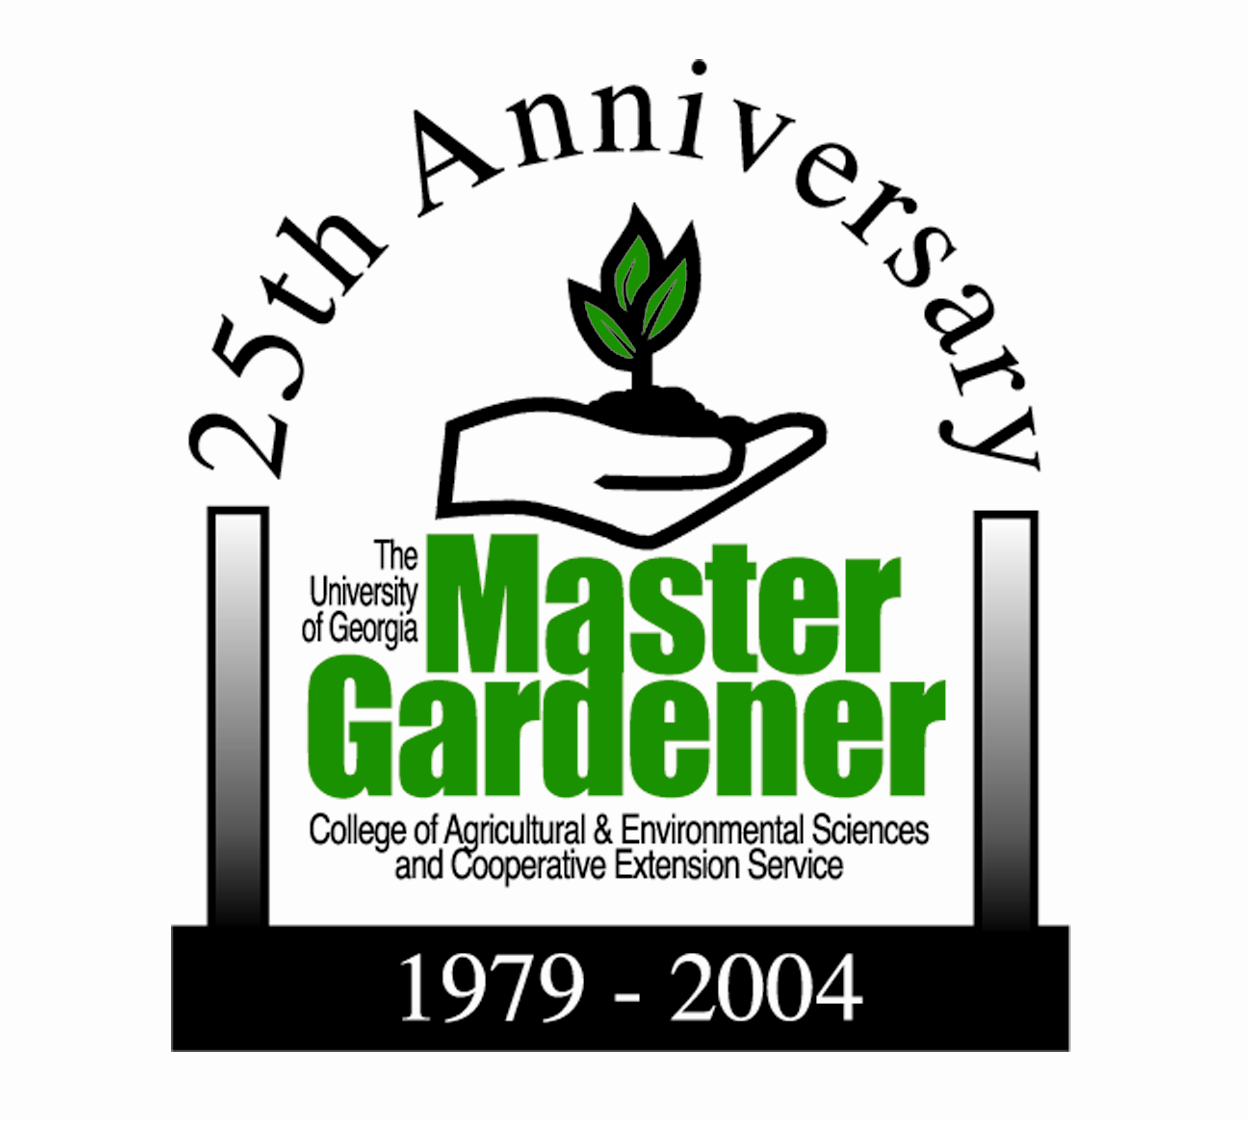 25th Anniversary
The
University
of Georgia
Master
Gardener
College of Agricultural & Environmental Sciences
and Cooperative Extension Service
1979 - 2004